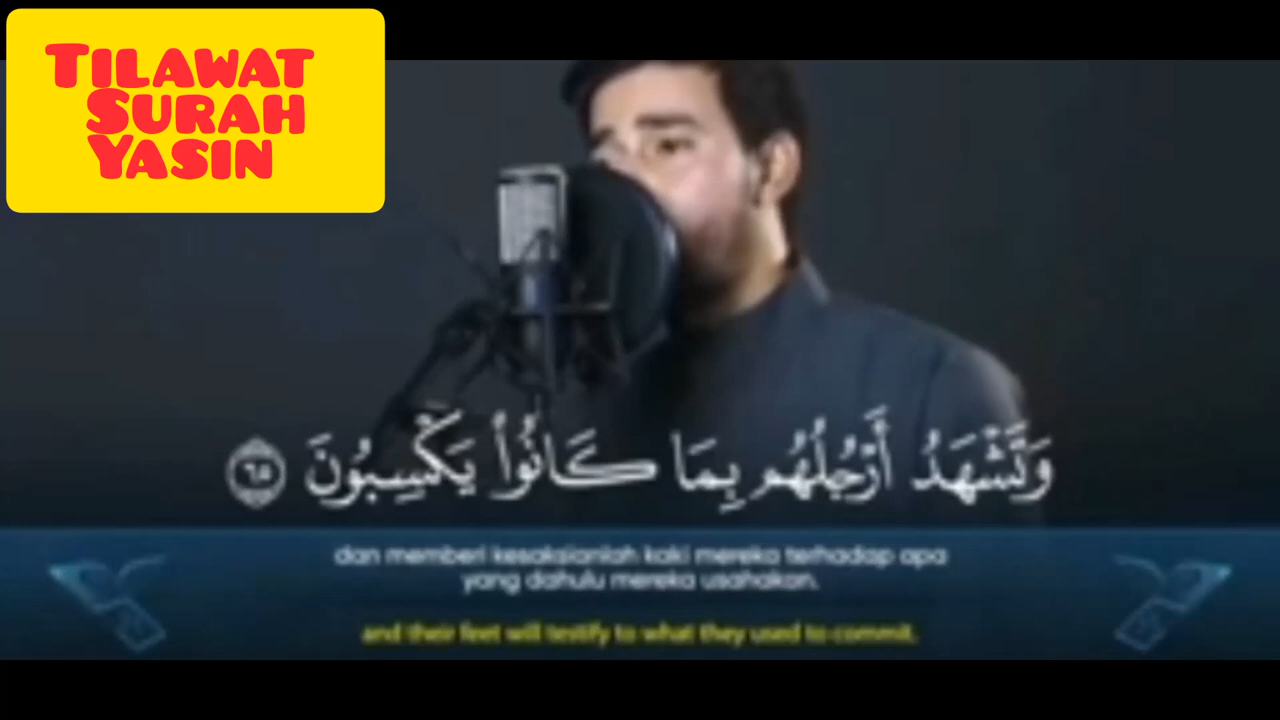 TILAWAT
SURAH
YASIN
وَتَشْهَدُ أَرْجُلُهُم بِمَا كَانُوا۟ يَكْسِبُونَ ٦٥
dan memberi kesaksianlah kaki mereka terhadap apa
yang dahulu mereka usahakan.
and their feet will testify to what they used to commit.